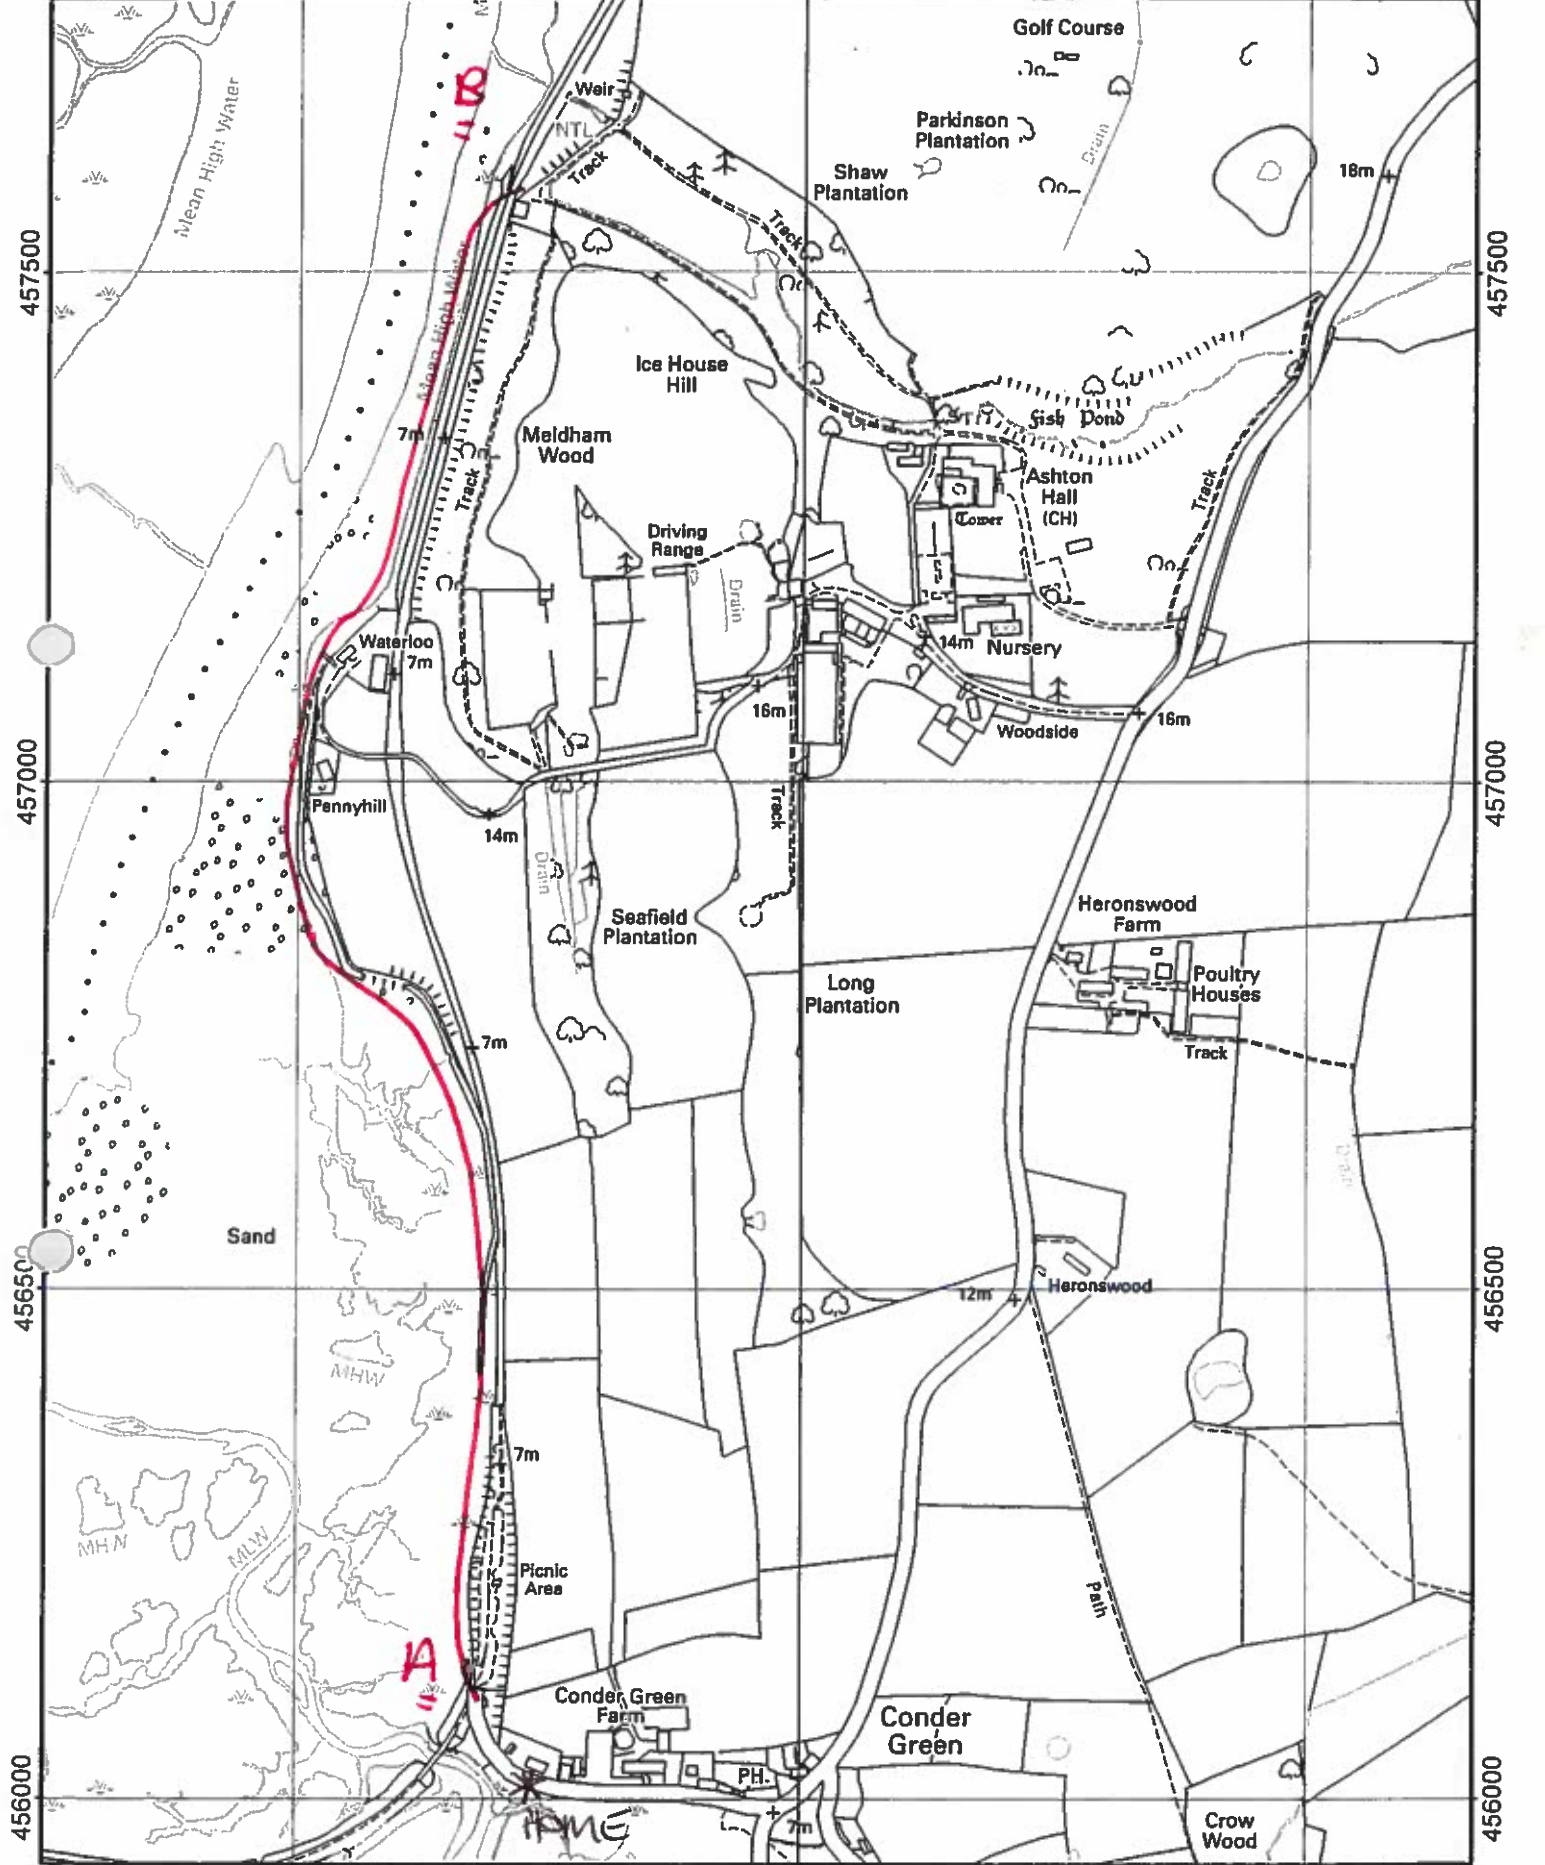 Golf Course
B
Weir
NTL
Track
Parkinson
Plantation
Drain
Shaw
Plantation
18m
Mean High Water
Track
457500
457500
Mean High Water
Ice House
Hill
Fish Pond
7m
Meldham
Wood
Track
Ashton
Hall
(CH)
Tower
Track
Driving
Range
Drain
Waterloo
7m
14m
Nursery
16m
16m
Woodside
457000
457000
Pennyhill
14m
Track
Drain
Seafield
Plantation
Heronswood
Farm
Long
Plantation
Poultry
Houses
7m
Track
Drain
Sand
456500
456500
12m
Heronswood
MHW
7m
MHW
MLW
Picnic
Area
Path
A
Conder Green
Farm
Conder
Green
PH
456000
456000
HOME
7m
Crow
Wood